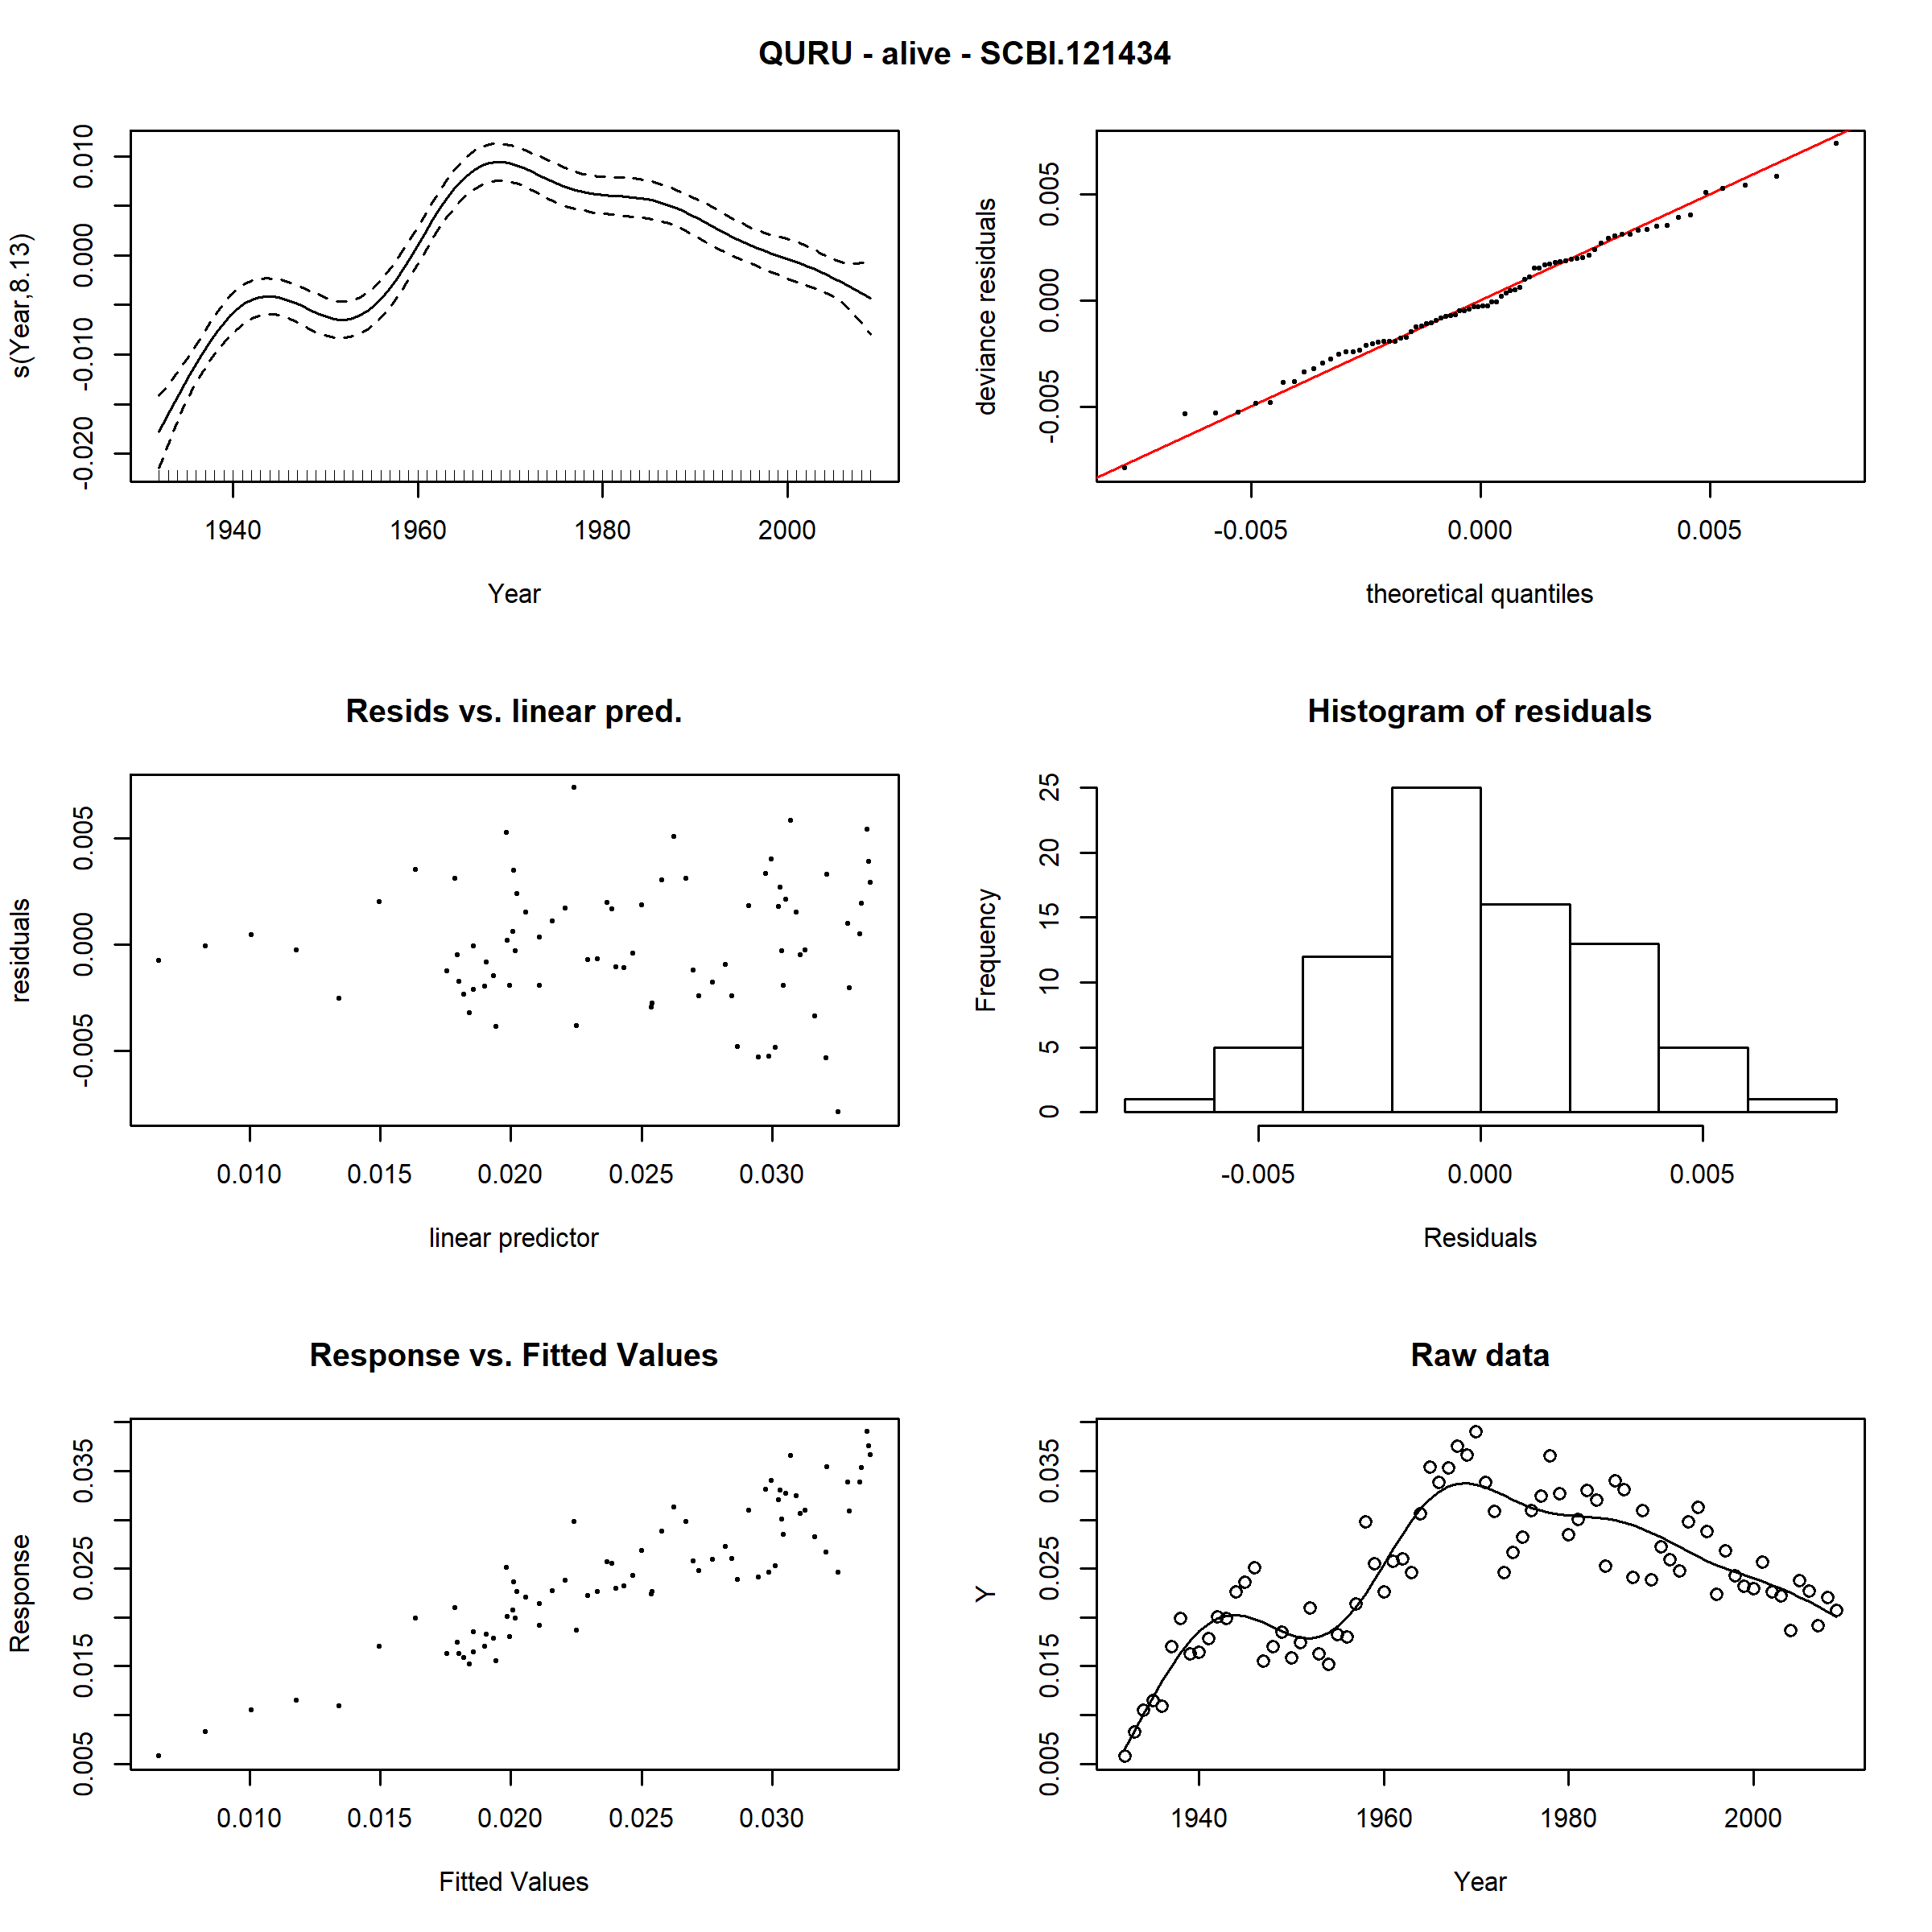 QURU - alive - SCBI.121434
s(Year,8.13)
-0.020 -0.010 0.000 0.010
1940 1960 1980 2000
Year
deviance residuals
-0.005 0.000 0.005
-0.005 0.000 0.005
theoretical quantiles
Resids vs. linear pred.
residuals
-0.005 0.000 0.005
0.010 0.015 0.020 0.025 0.030
linear predictor
Histogram of residuals
Frequency
0 5 10 15 20 25
-0.005 0.000 0.005
Residuals
Response vs. Fitted Values
Response
0.005 0.015 0.025 0.035
0.010 0.015 0.020 0.025 0.030
Fitted Values
Raw data
Y
0.005 0.015 0.025 0.035
1940 1960 1980 2000
Year